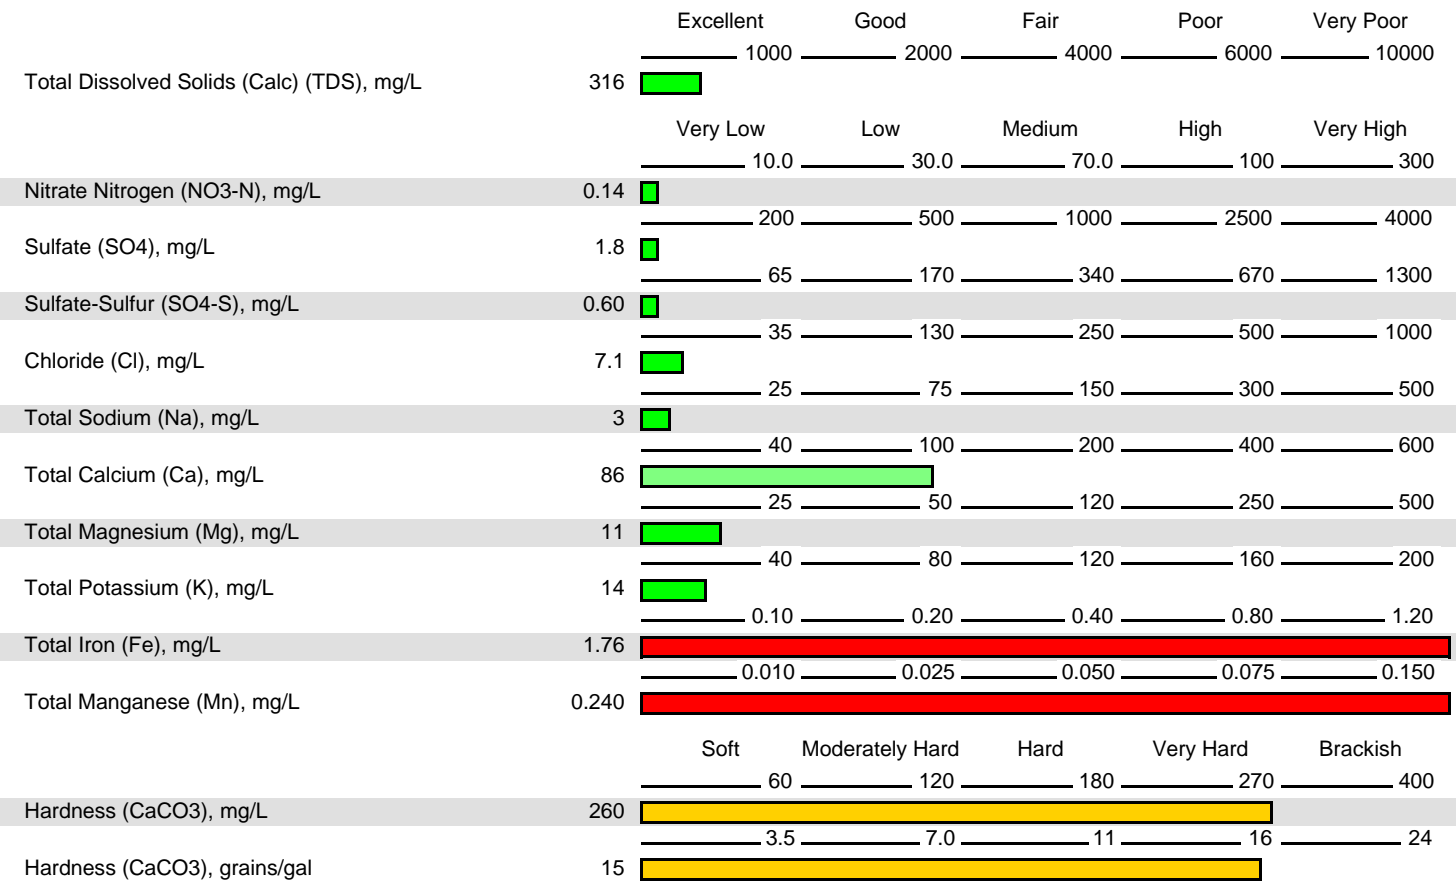 Excellent Good Fair Poor Very Poor
1000 2000 4000 6000 10000
Total Dissolved Solids (Calc) (TDS), mg/L 316
Very Low Low Medium High Very High
10.0 30.0 70.0 100 300
Nitrate Nitrogen (NO3-N), mg/L 0.14
200 500 1000 2500 4000
Sulfate (SO4), mg/L 1.8
65 170 340 670 1300
Sulfate-Sulfur (SO4-S), mg/L 0.60
35 130 250 500 1000
Chloride (Cl), mg/L 7.1
25 75 150 300 500
Total Sodium (Na), mg/L 3
40 100 200 400 600
Total Calcium (Ca), mg/L 86
25 50 120 250 500
Total Magnesium (Mg), mg/L 11
40 80 120 160 200
Total Potassium (K), mg/L 14
0.10 0.20 0.40 0.80 1.20
Total Iron (Fe), mg/L 1.76
0.010 0.025 0.050 0.075 0.150
Total Manganese (Mn), mg/L 0.240
Soft Moderately Hard Hard Very Hard Brackish
60 120 180 270 400
Hardness (CaCO3), mg/L 260
3.5 7.0 11 16 24
Hardness (CaCO3), grains/gal 15